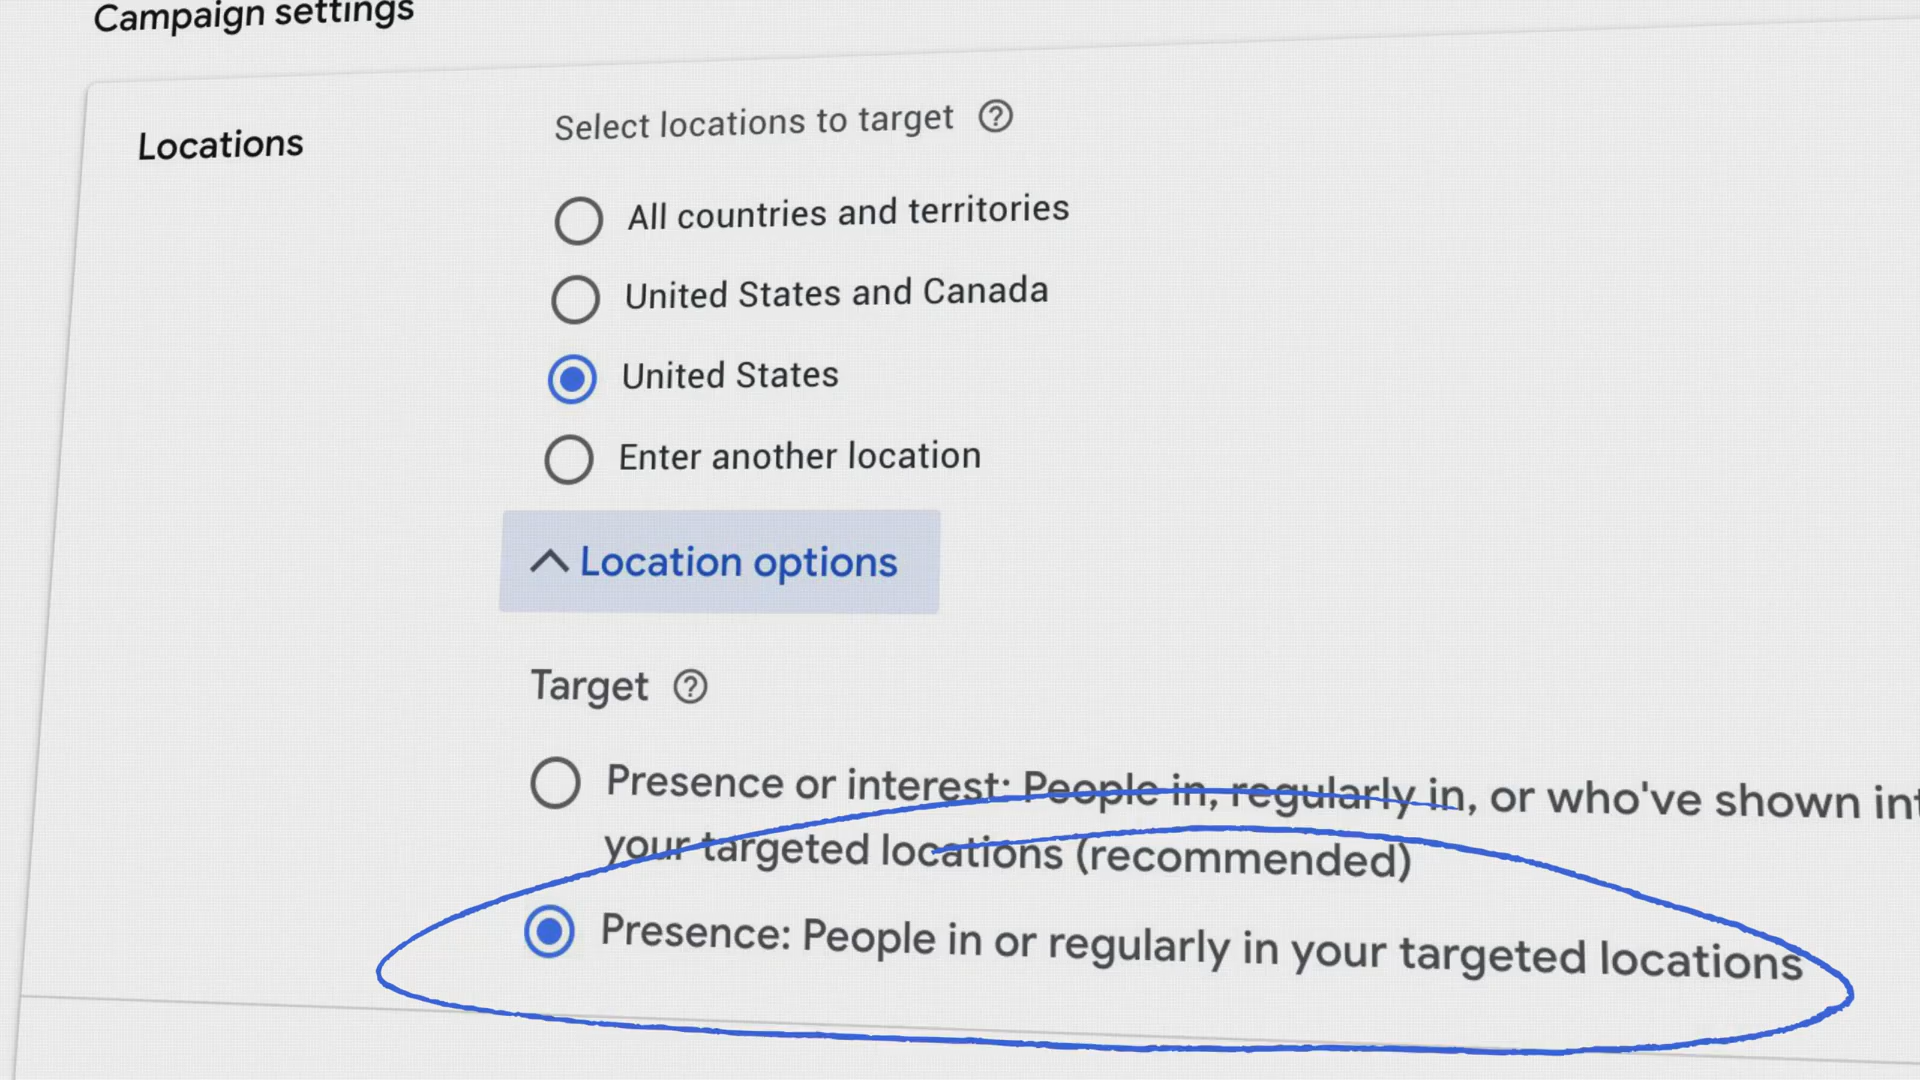 Campaign settings
Locations
Select locations to target
All countries and territories
United States and Canada
United States
Enter another location
Location options
Target
Presence or interest: People in, regularly in, or who've shown
your targeted locations (recommended)
Presence: People in or regularly in your targeted locations